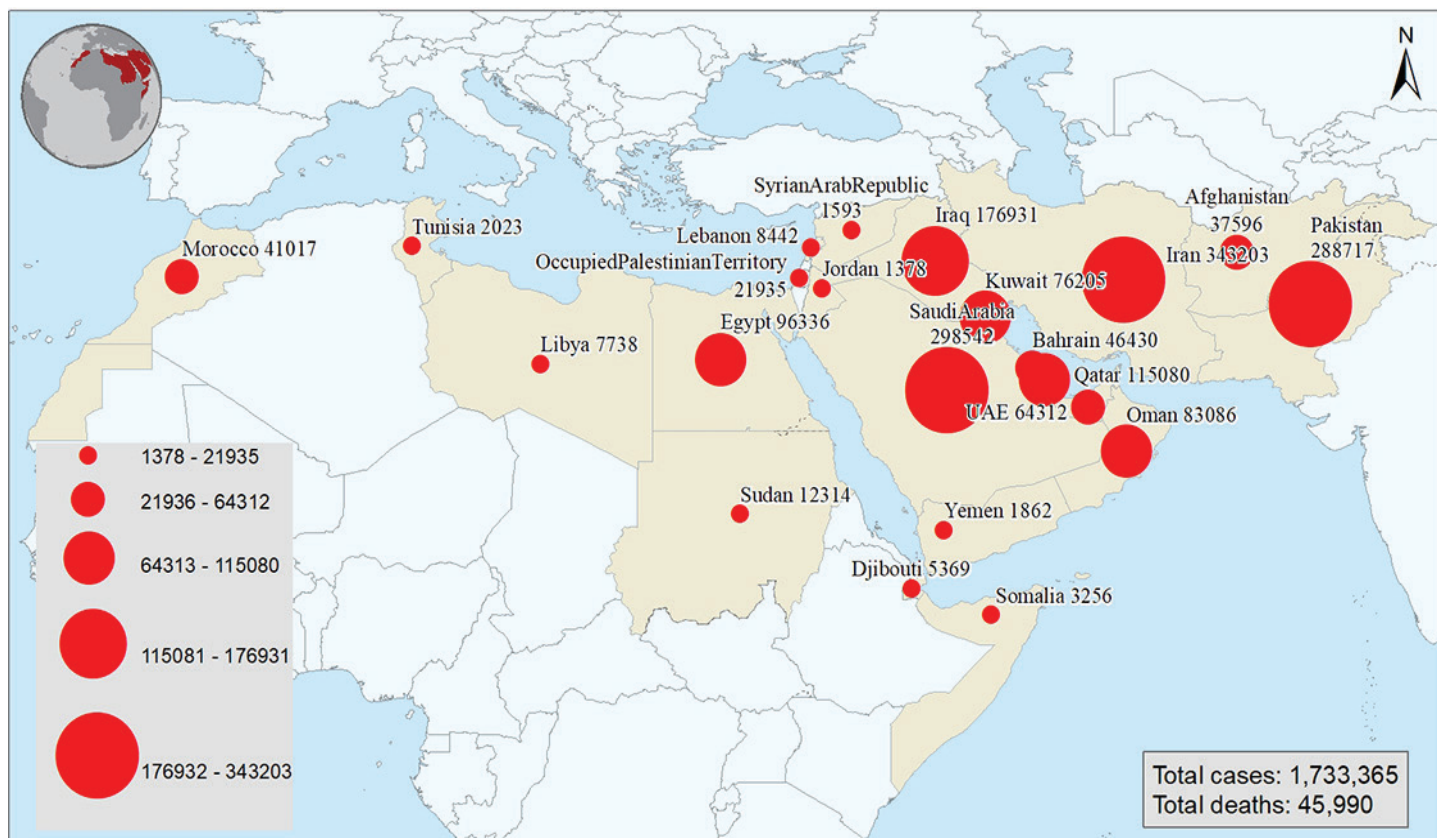 N
SyrianArabRepublic
1593
Iraq 176931
Afghanistan
37596
Pakistan
288717
Tunisia 2023
Lebanon 8442
Morocco 41017
Iran 343203
OccupiedPalestinianTerritory
21935
Jordan 1378
Kuwait 76205
SaudiArabia
298542
Egypt 96336
Libya 7738
Bahrain 46430
Qatar 115080
UAE 64312
Oman 83086
Sudan 12314
Yemen 1862
Djibouti 5369
Somalia 3256
1378 - 21935
21936 - 64312
64313 - 115080
115081 - 176931
176932 - 343203
Total cases: 1,733,365
Total deaths: 45,990